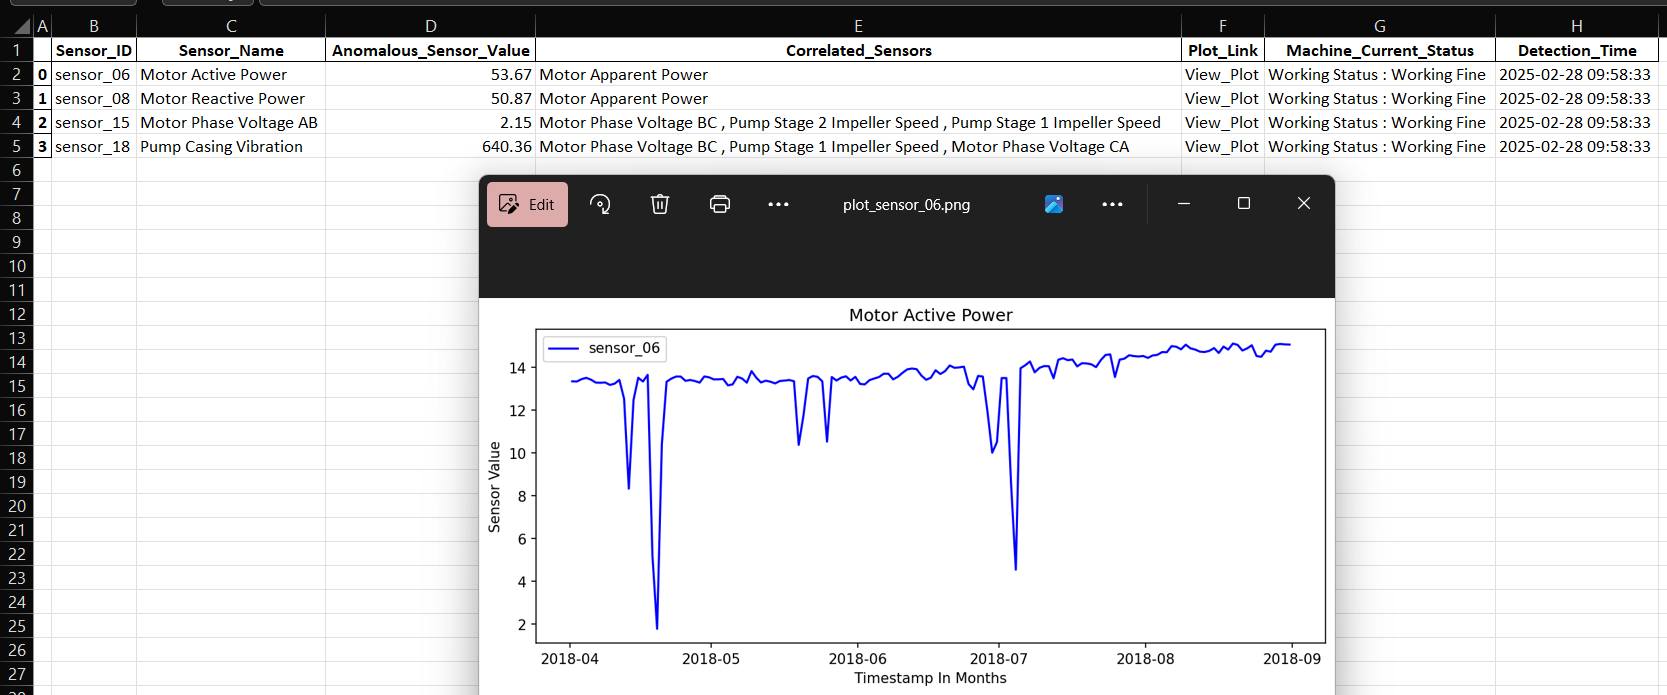 A B C D E F G H
1 Sensor_ID Sensor_Name Anomalous_Sensor_Value Correlated_Sensors Plot_Link Machine_Current_Status Detection_Time
2 0 sensor_06 Motor Active Power 53.67 Motor Apparent Power View_Plot Working Status : Working Fine 2025-02-28 09:58:33
3 1 sensor_08 Motor Reactive Power 50.87 Motor Apparent Power View_Plot Working Status : Working Fine 2025-02-28 09:58:33
4 2 sensor_15 Motor Phase Voltage AB 2.15 Motor Phase Voltage BC , Pump Stage 2 Impeller Speed , Pump Stage 1 Impeller Speed View_Plot Working Status : Working Fine 2025-02-28 09:58:33
5 3 sensor_18 Pump Casing Vibration 640.36 Motor Phase Voltage BC , Pump Stage 1 Impeller Speed , Motor Phase Voltage CA View_Plot Working Status : Working Fine 2025-02-28 09:58:33
6
7
8
9
10
11
12
13
14
15
16
17
18
19
20
21
22
23
24
25
26
27
Edit plot_sensor_06.png
Motor Active Power
sensor_06
14
12
10
8
6
4
2
Sensor Value
2018-04 2018-05 2018-06 2018-07 2018-08 2018-09
Timestamp In Months